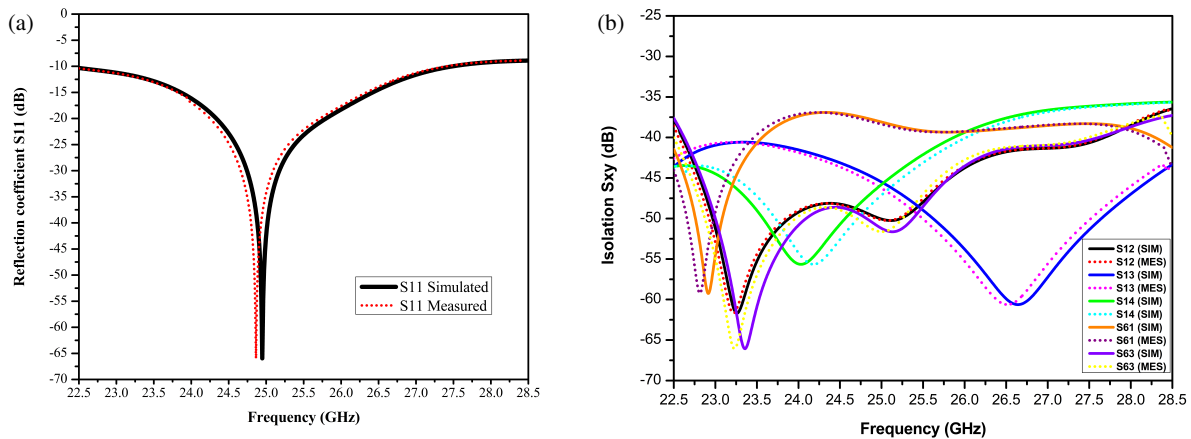 (a)
0
-5
-10
-15
-20
-25
-30
-35
-40
-45
-50
-55
-60
-65
-70
Reflection coefficient S11 (dB)
S11 Simulated
S11 Measured
22.5 23.0 23.5 24.0 24.5 25.0 25.5 26.0 26.5 27.0 27.5 28.0 28.5
Frequency (GHz)
(b)
-25
-30
-35
-40
-45
-50
-55
-60
-65
-70
Isolation Sxy (dB)
S12 (SIM)
S12 (MES)
S13 (SIM)
S13 (MES)
S14 (SIM)
S14 (MES)
S61 (SIM)
S61 (MES)
S63 (SIM)
S63 (MES)
22.5 23.0 23.5 24.0 24.5 25.0 25.5 26.0 26.5 27.0 27.5 28.0 28.5
Frequency (GHz)